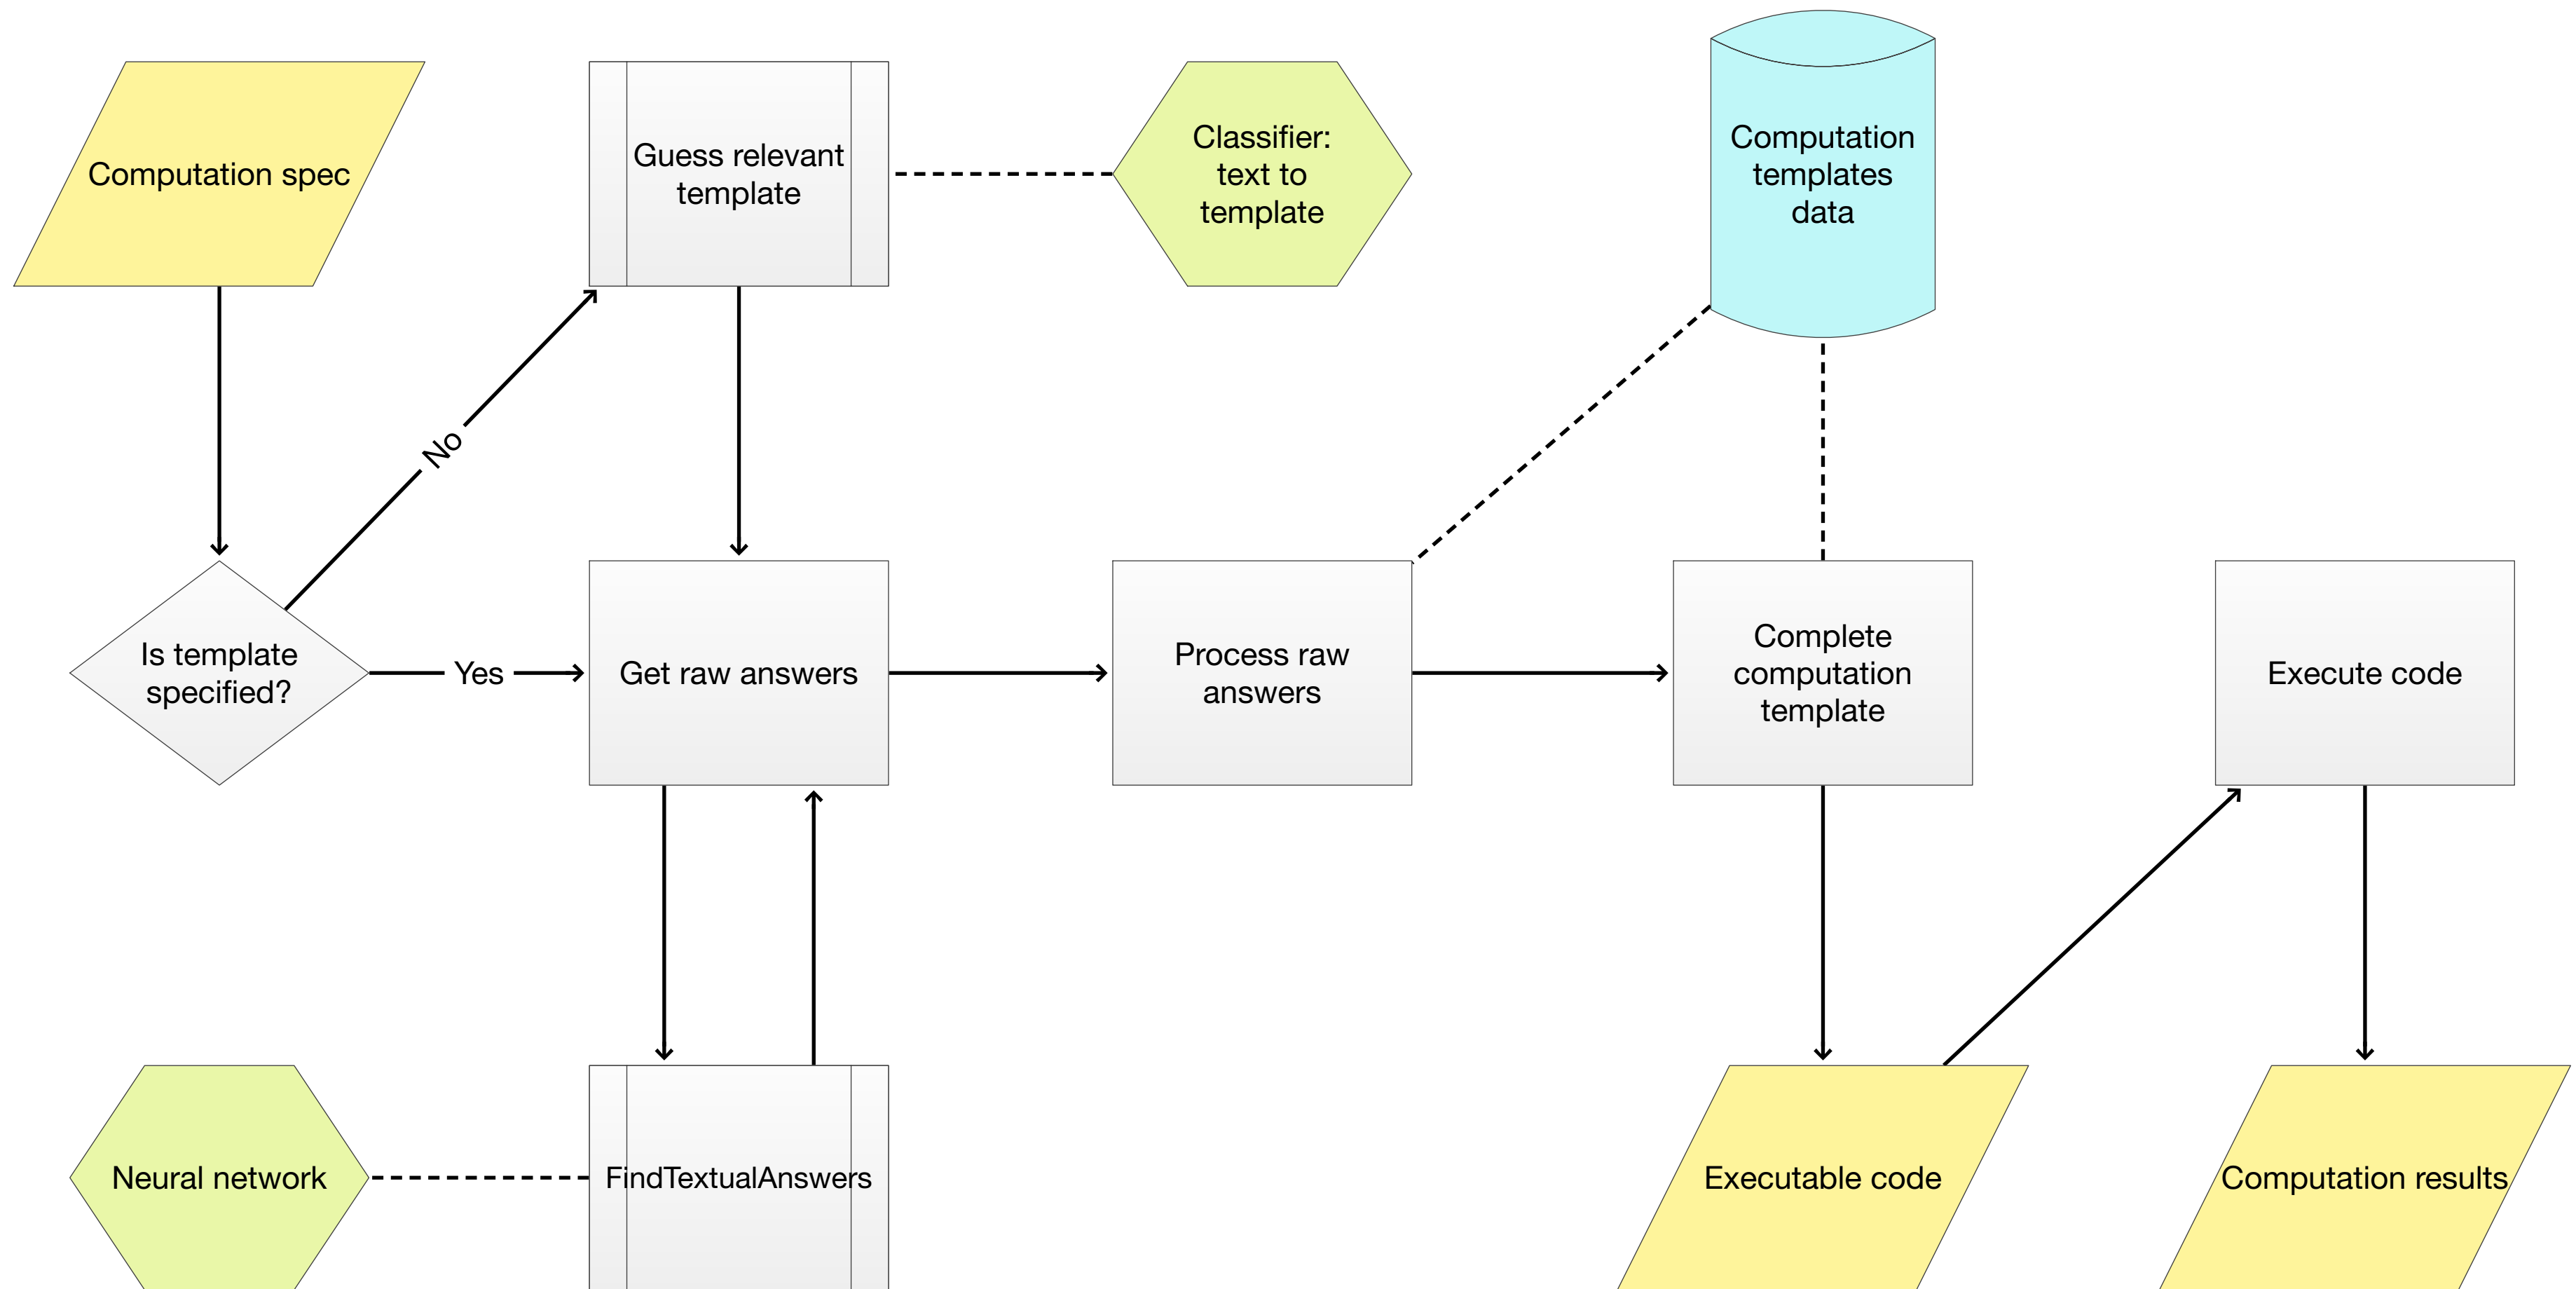 Computation spec
Guess relevant
template
Classifier:
text to
template
Computation
templates
data
No
Is template
specified?
Yes
Get raw answers
Process raw
answers
Complete
computation
template
Execute code
Neural network
FindTextualAnswers
Executable code
Computation results